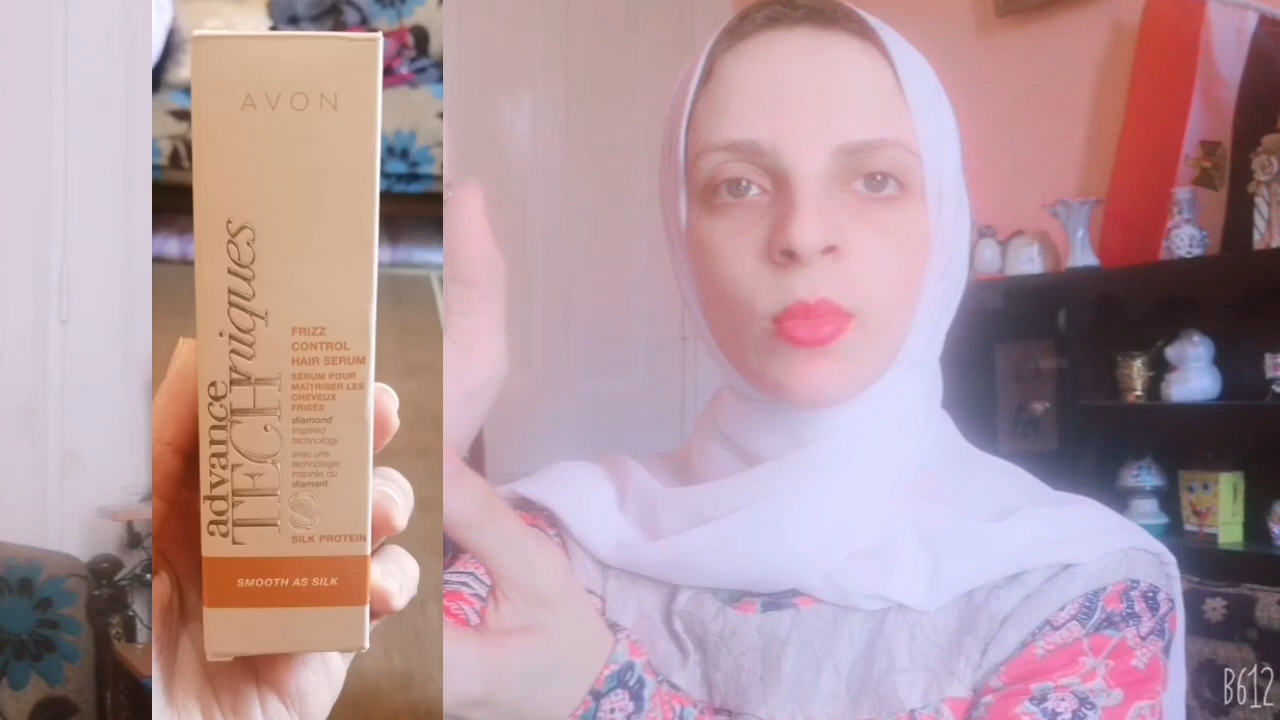 AVON
advance
TECHniques
FRIZZ
CONTROL
HAIR SERUM
SÉRUM POUR
MAÎTRISER LES
CHEVEUX
FRISÉS
diamond
inspired
technology
avec une
technologie
inspirée du
diamant
SILK PROTEIN
SMOOTH AS SILK
B612